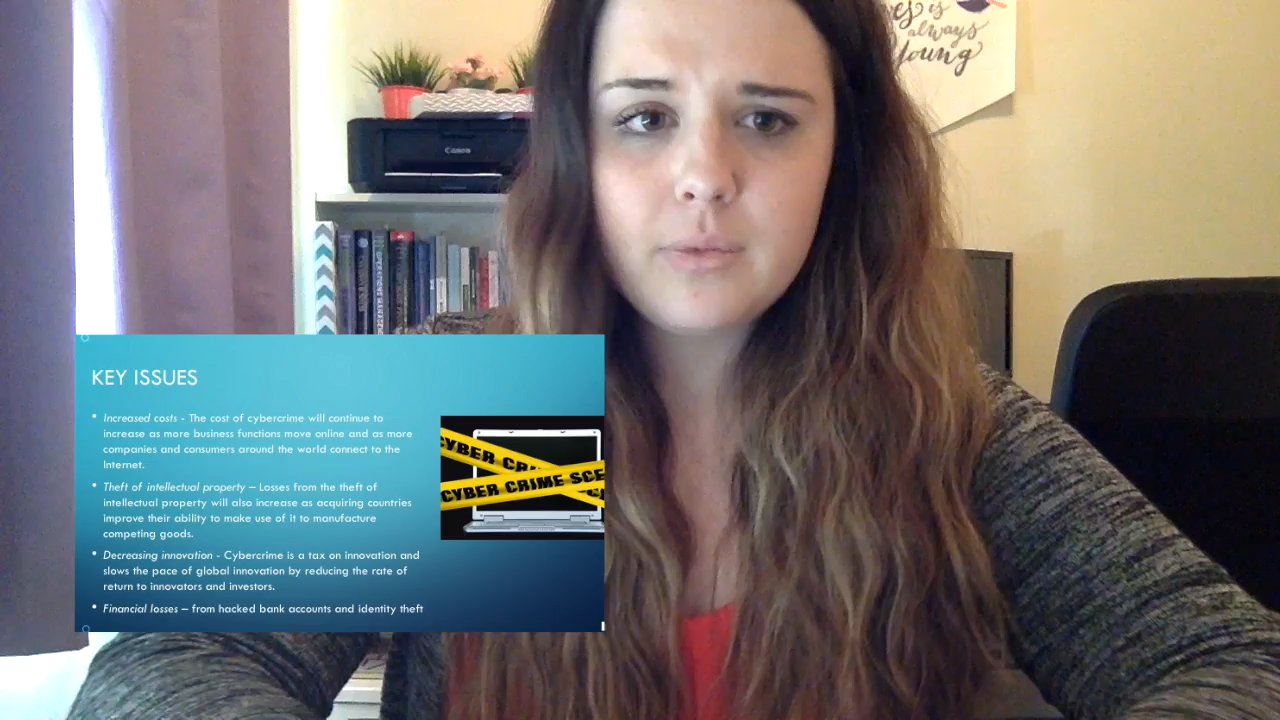 es is
always
Young
Canon
KEY ISSUES
• Increased costs - The cost of cybercrime will continue to
increase as more business functions move online and as more
companies and consumers around the world connect to the
Internet.
• Theft of intellectual property – Losses from the theft of
intellectual property will also increase as acquiring countries
improve their ability to make use of it to manufacture
competing goods.
• Decreasing innovation - Cybercrime is a tax on innovation and
slows the pace of global innovation by reducing the rate of
return to innovators and investors.
• Financial losses – from hacked bank accounts and identity theft
CYBER CRI
CYBER CRIME SCE